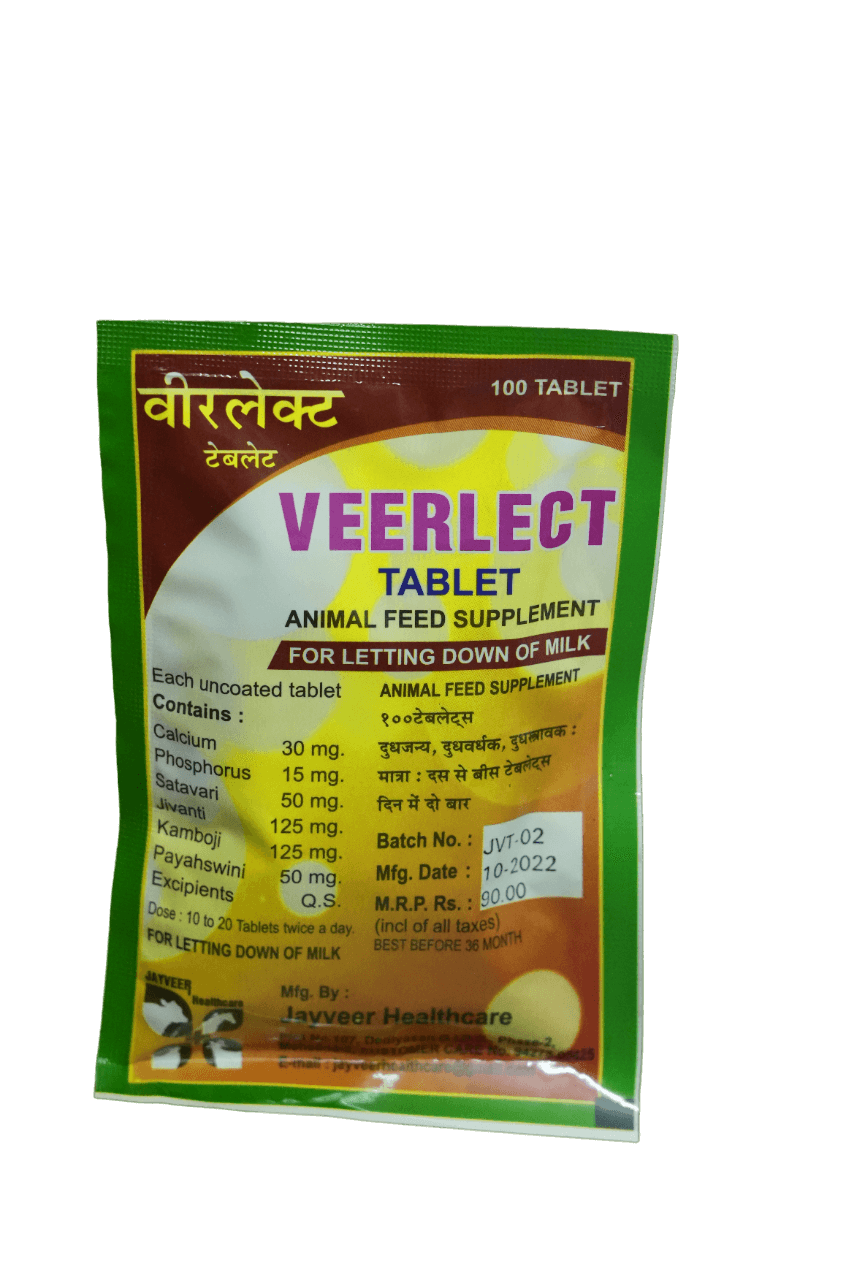 वीरलेक्ट
टेबलेट
100 TABLET
VEERLECT
TABLET
ANIMAL FEED SUPPLEMENT
FOR LETTING DOWN OF MILK
Each uncoated tablet
Contains :
Calcium 30 mg.
Phosphorus 15 mg.
Satavari 50 mg.
Jivanti 125 mg.
Kamboji 125 mg.
Payahswini 50 mg.
Excipients Q.S.
Dose : 10 to 20 Tablets twice a day.
FOR LETTING DOWN OF MILK
ANIMAL FEED SUPPLEMENT
१००टेबलेट्स
दुधजन्य, दुधवर्धक, दुधस्त्रावक :
मात्रा : दस से बीस टेबलेट्स
दिन में दो बार
Batch No. : JVT-02
Mfg. Date : 10-2022
M.R.P. Rs. : 90.00
(incl of all taxes)
BEST BEFORE 36 MONTH
JAYVEER
Healthcare
Mfg. By :
Jayveer Healthcare
Phase-2,
CUSTOMER CARE No.
E-mail :